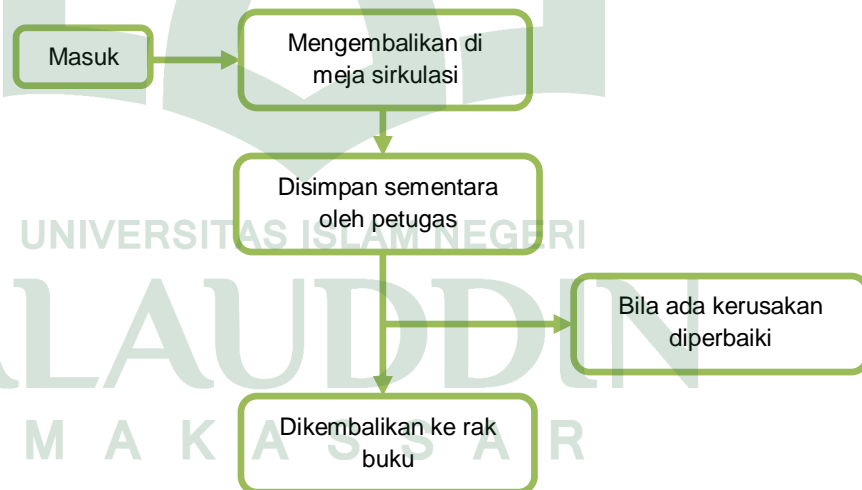 Masuk
Mengembalikan di
meja sirkulasi
Disimpan sementara
oleh petugas
UNIVERSITAS ISLAM NEGERI
Bila ada kerusakan
diperbaiki
ALAUDDIN
Dikembalikan ke rak
buku
MAKASSAR